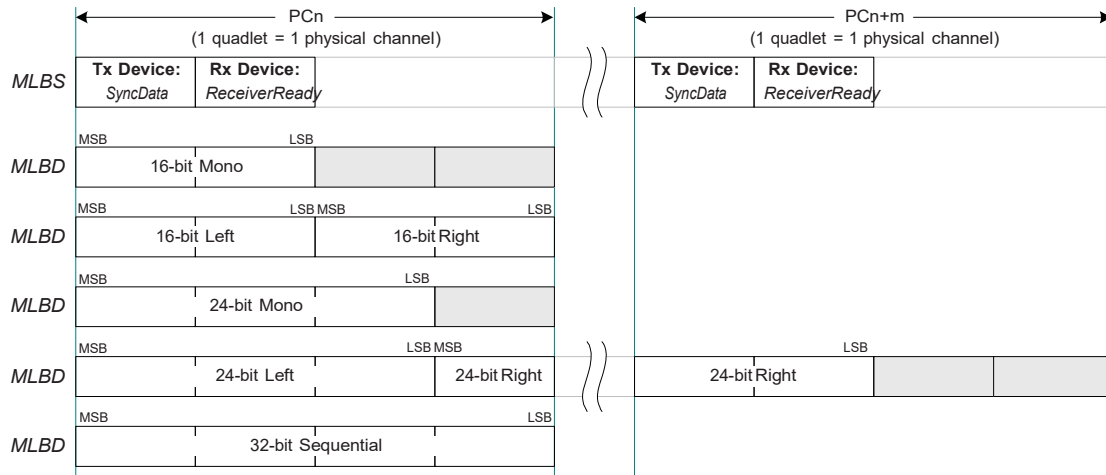 PCn PCn+m
(1 quadlet = 1 physical channel) (1 quadlet = 1 physical channel)
MLBS Tx Device: Rx Device: Tx Device: Rx Device:
SyncData ReceiverReady SyncData ReceiverReady
MSB LSB
MLBD 16-bit Mono
MSB LSB MSB LSB
MLBD 16-bit Left 16-bit Right
MSB LSB
MLBD 24-bit Mono
MSB LSB MSB LSB
MLBD 24-bit Left 24-bit Right 24-bit Right
MSB LSB
MLBD 32-bit Sequential